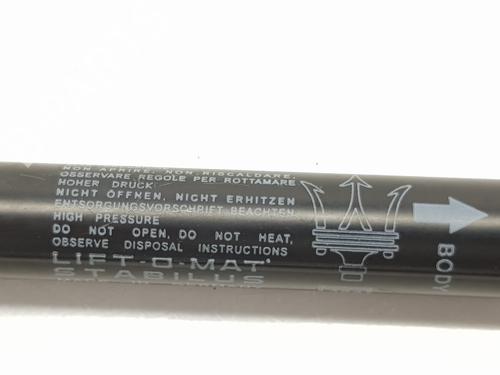 NON APRIRE, NON RISCALDARE,
OSSERVARE REGOLE PER ROTTAMARE
HOHER DRUCK
NICHT ÖFFNEN, NICHT ERHITZEN
ENTSORGUNGSVORSCHRIFT BEACHTEN
HIGH PRESSURE
DO NOT OPEN, DO NOT HEAT,
OBSERVE DISPOSAL INSTRUCTIONS
LIFT-O-MAT
STABILUS
BODY